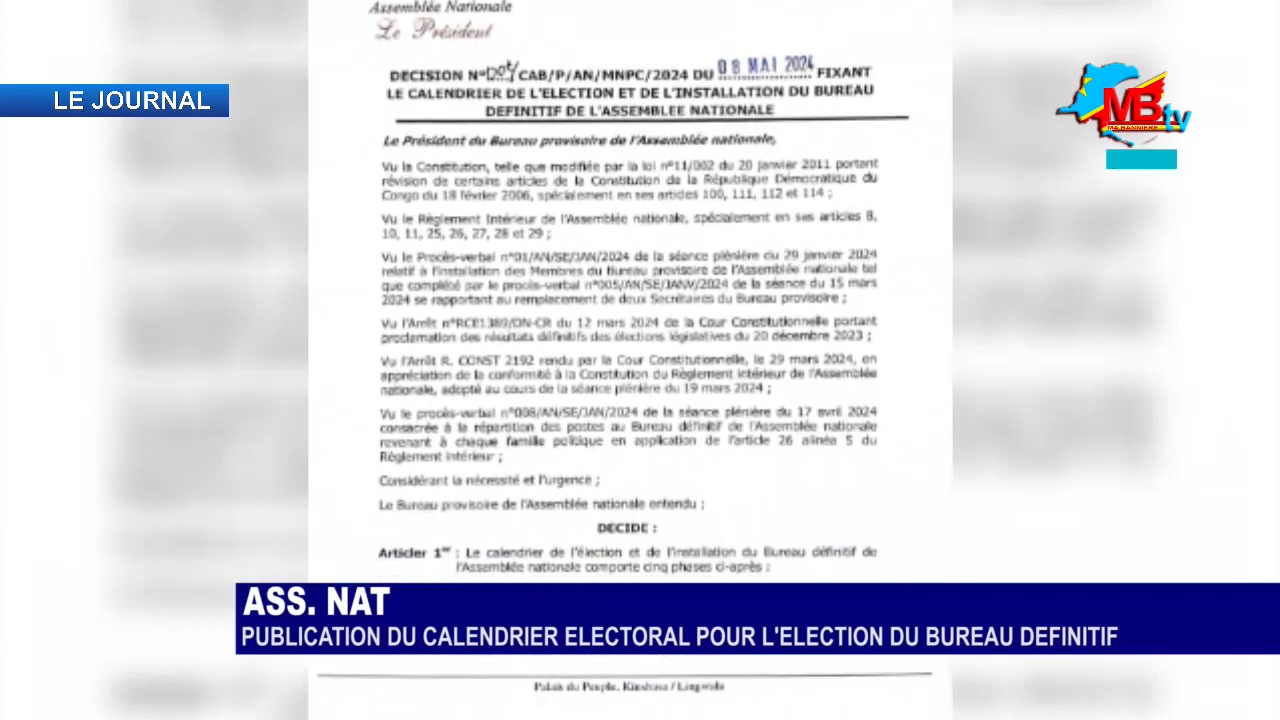 Assemblée Nationale
Le Président
DECISION N° /CAB/P/AN/MNPC/2024 DU 08 MAI 2024 FIXANT
LE CALENDRIER DE L'ELECTION ET DE L'INSTALLATION DU BUREAU
DEFINITIF DE L'ASSEMBLEE NATIONALE
LE JOURNAL
MBtv
MA BANNIERE
Le Président du Bureau provisoire de l'Assemblée nationale,
Vu la Constitution, telle que modifiée par la loi n°11/002 du 20 janvier 2011 portant
révision de certains articles de la Constitution de la République Démocratique du
Congo du 18 février 2006, spécialement en ses articles 100, 111, 112 et 114 ;
Vu le Règlement Intérieur de l'Assemblée nationale, spécialement en ses articles 8,
10, 11, 25, 26, 27, 28 et 29 ;
Vu le Procès-verbal n°01/AN/SE/JAN/2024 de la séance plénière du 29 janvier 2024
relatif à l'installation des Membres du Bureau provisoire de l'Assemblée nationale tel
que complété par le procès-verbal n°005/AN/SE/JANV/2024 de la séance du 15 mars
2024 se rapportant au remplacement de deux Secrétaires du Bureau provisoire ;
Vu l'Arrêt n°RCE1389/DN-CR du 12 mars 2024 de la Cour Constitutionnelle portant
proclamation des résultats définitifs des élections législatives du 20 décembre 2023 ;
Vu l'Arrêt R. CONST 2192 rendu par la Cour Constitutionnelle, le 29 mars 2024, en
appréciation de la conformité à la Constitution du Règlement intérieur de l'Assemblée
nationale, adopté au cours de la séance plénière du 19 mars 2024 ;
Vu le procès-verbal n°008/AN/SE/JAN/2024 de la séance plénière du 17 avril 2024
consacrée à la répartition des postes au Bureau définitif de l'Assemblée nationale
revenant à chaque famille politique en application de l'article 26 alinéa 5 du
Règlement intérieur ;
Considérant la nécessité et l'urgence ;
Le Bureau provisoire de l'Assemblée nationale entendu ;
DECIDE :
Articler 1er : Le calendrier de l'élection et de l'installation du Bureau définitif de
l'Assemblée nationale comporte cinq phases ci-après :
ASS. NAT
PUBLICATION DU CALENDRIER ELECTORAL POUR L'ELECTION DU BUREAU DEFINITIF
Palais du Peuple, Kinshasa / Lingwala